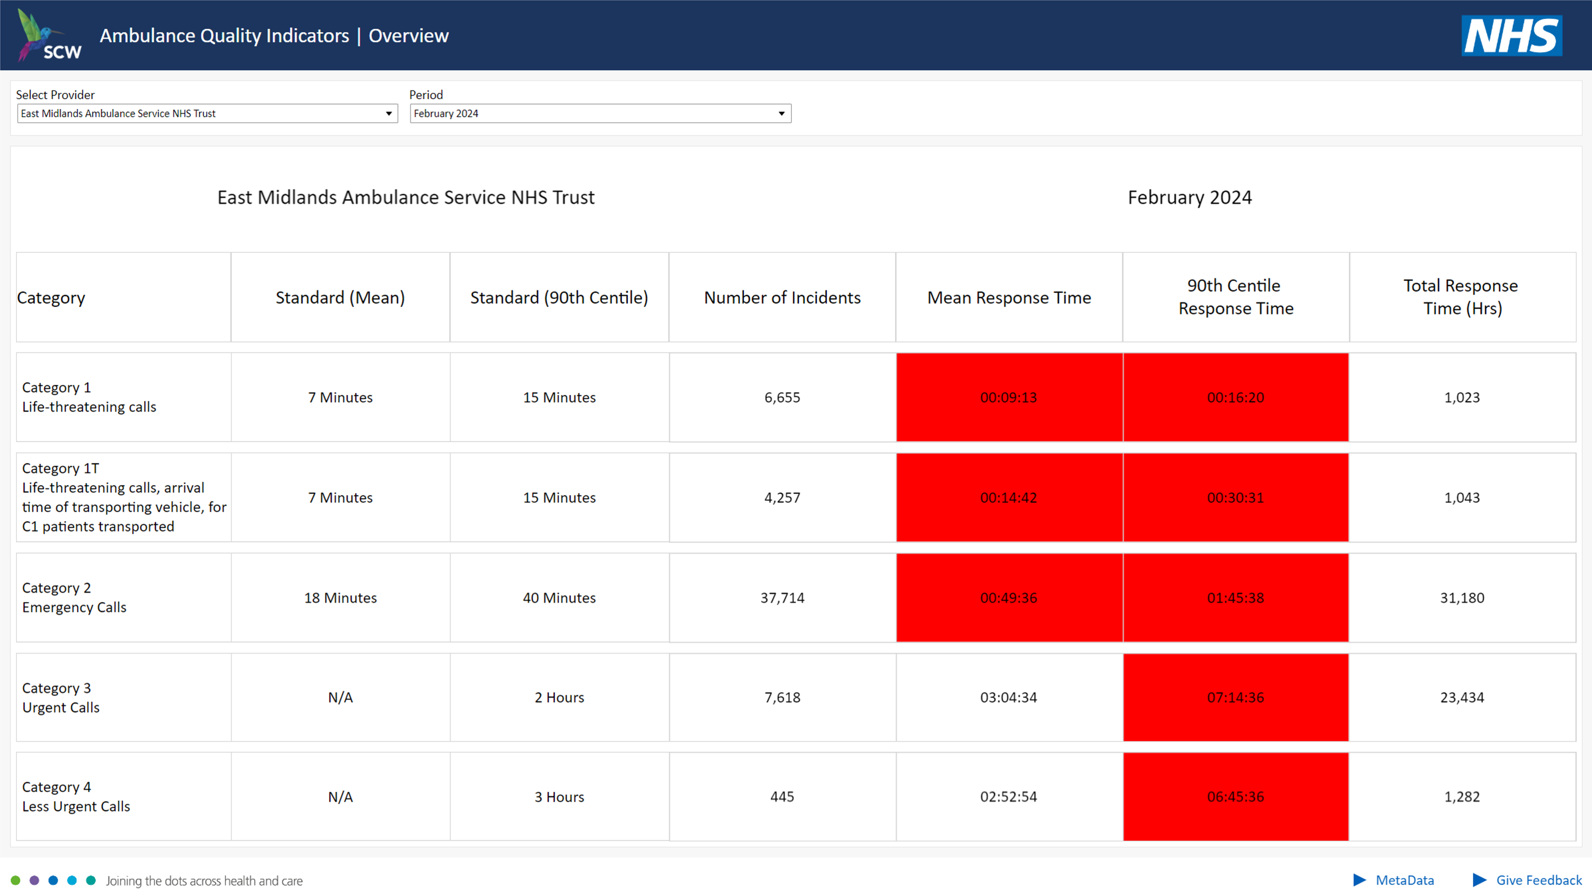 SCW
Ambulance Quality Indicators | Overview
NHS
Select Provider
Period
East Midlands Ambulance Service NHS Trust
February 2024
East Midlands Ambulance Service NHS Trust
February 2024
Category
Standard (Mean)
Standard (90th Centile)
Number of Incidents
Mean Response Time
90th Centile
Response Time
Total Response
Time (Hrs)
Category 1
Life-threatening calls
7 Minutes
15 Minutes
6,655
00:09:13
00:16:20
1,023
Category 1T
Life-threatening calls, arrival
time of transporting vehicle, for
C1 patients transported
7 Minutes
15 Minutes
4,257
00:14:42
00:30:31
1,043
Category 2
Emergency Calls
18 Minutes
40 Minutes
37,714
00:49:36
01:45:38
31,180
Category 3
Urgent Calls
N/A
2 Hours
7,618
03:04:34
07:14:36
23,434
Category 4
Less Urgent Calls
N/A
3 Hours
445
02:52:54
06:45:36
1,282
Joining the dots across health and care
MetaData
Give Feedback